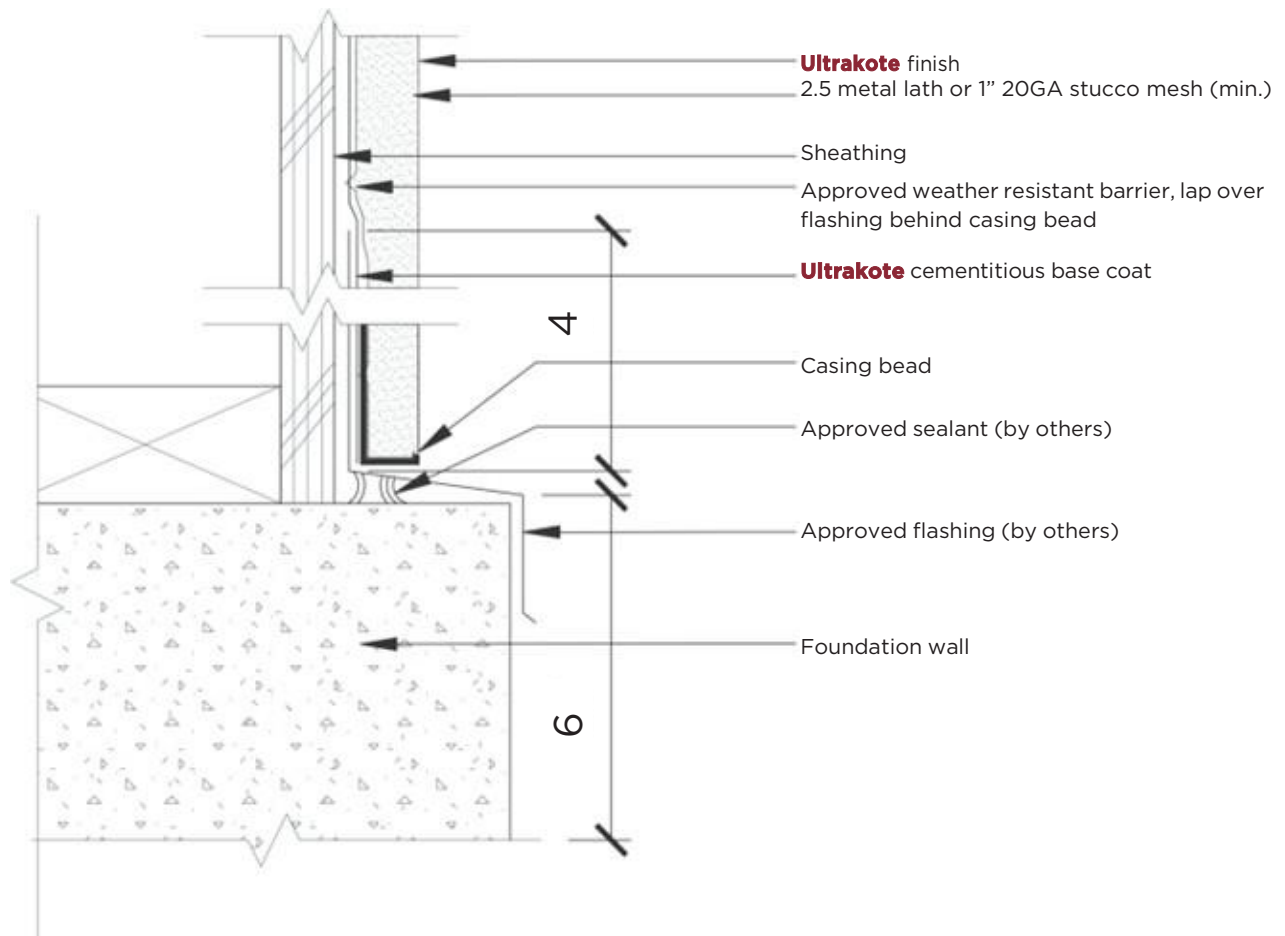 Ultrakote finish
2.5 metal lath or 1” 20GA stucco mesh (min.)
Sheathing
Approved weather resistant barrier, lap over
flashing behind casing bead
Ultrakote cementitious base coat
4
Casing bead
Approved sealant (by others)
Approved flashing (by others)
Foundation wall
6